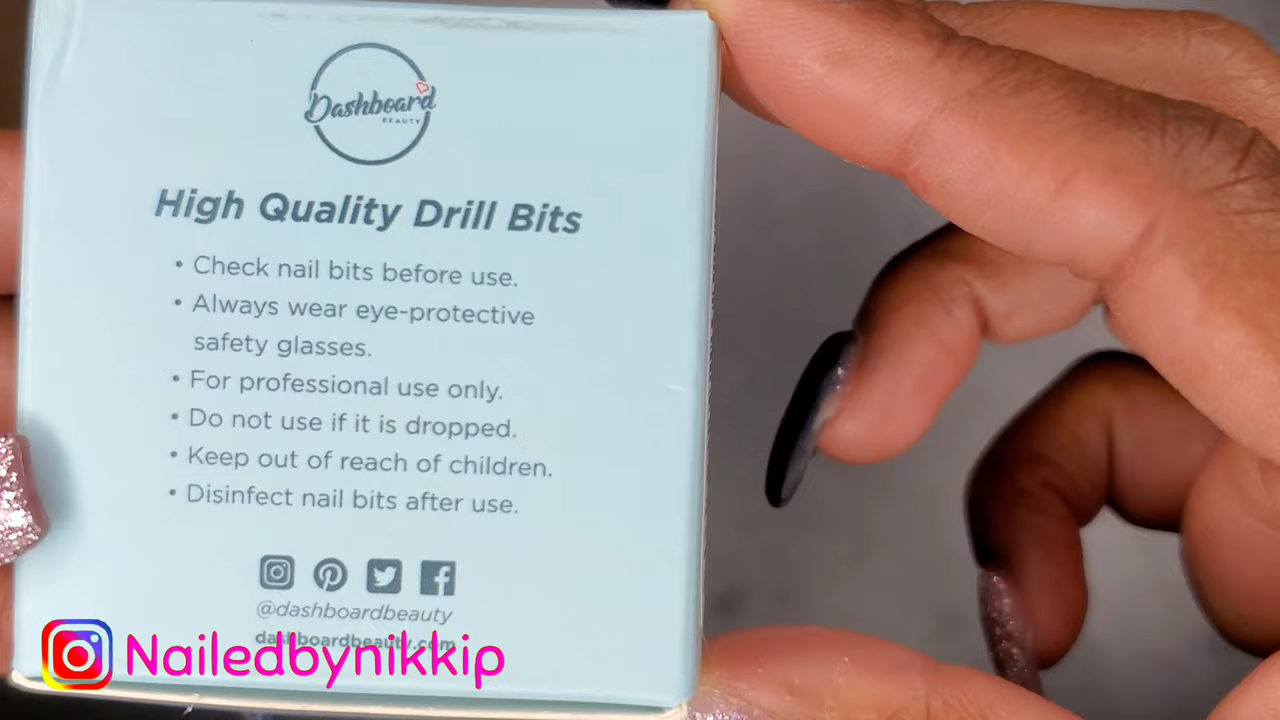 Dashboard
BEAUTY
High Quality Drill Bits
• Check nail bits before use.
• Always wear eye-protective
safety glasses.
• For professional use only.
• Do not use if it is dropped.
• Keep out of reach of children.
• Disinfect nail bits after use.
@dashboardbeauty
dashboardbeauty.com
Nailedbynikkip